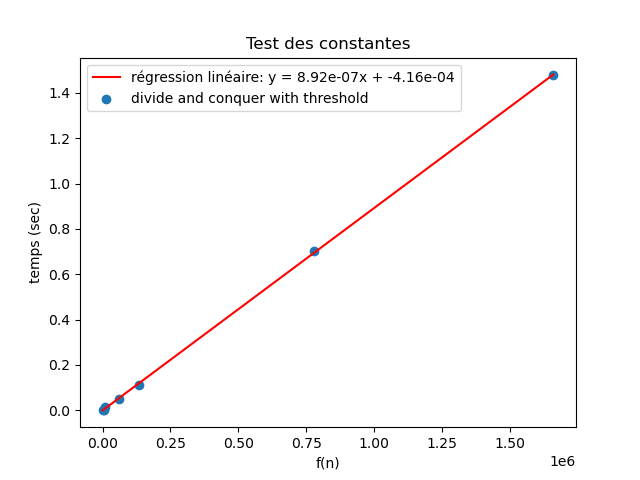 Test des constantes
régression linéaire: y = 8.92e-07x + -4.16e-04
divide and conquer with threshold
temps (sec)
1.4
1.2
1.0
0.8
0.6
0.4
0.2
0.0
0.00 0.25 0.50 0.75 1.00 1.25 1.50
1e6
f(n)